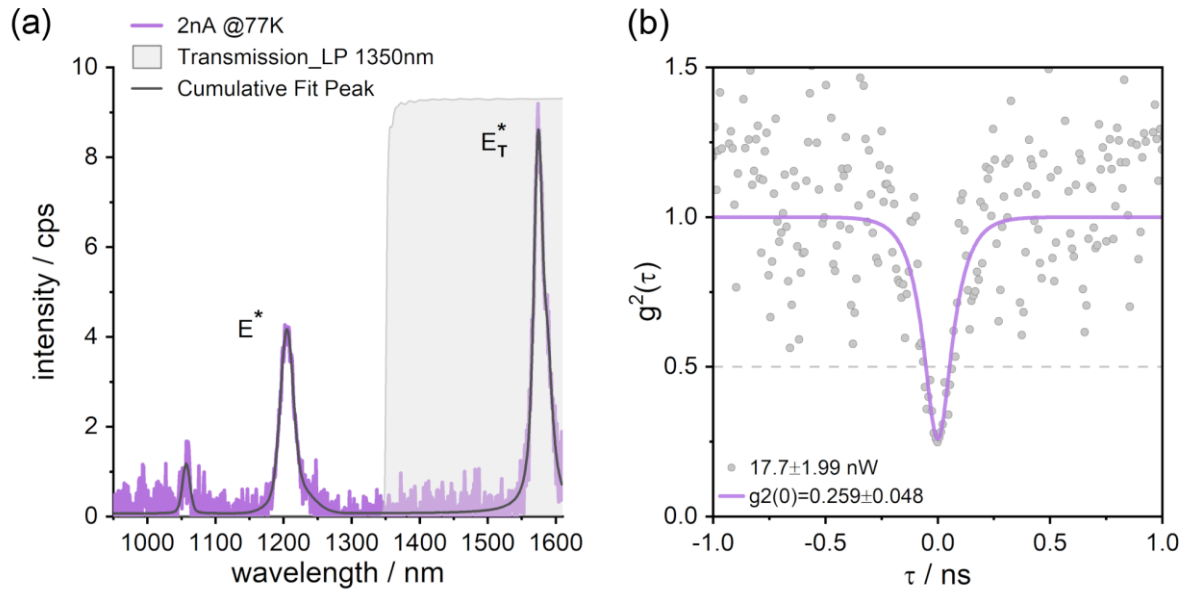 (a)
2nA @77K
Transmission_LP 1350nm
Cumulative Fit Peak
10
8
6
4
2
0
intensity / cps
E*
E*T
1000 1100 1200 1300 1400 1500 1600
wavelength / nm
(b)
1.5
1.0
0.5
0.0
g²(τ)
17.7±1.99 nW
g2(0)=0.259±0.048
-1.0 -0.5 0.0 0.5 1.0
τ / ns